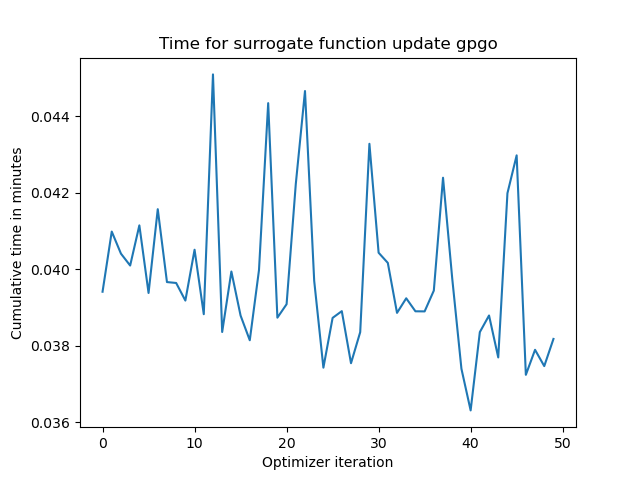 Time for surrogate function update gpgo
Cumulative time in minutes
0.044
0.042
0.040
0.038
0.036
0 10 20 30 40 50
Optimizer iteration